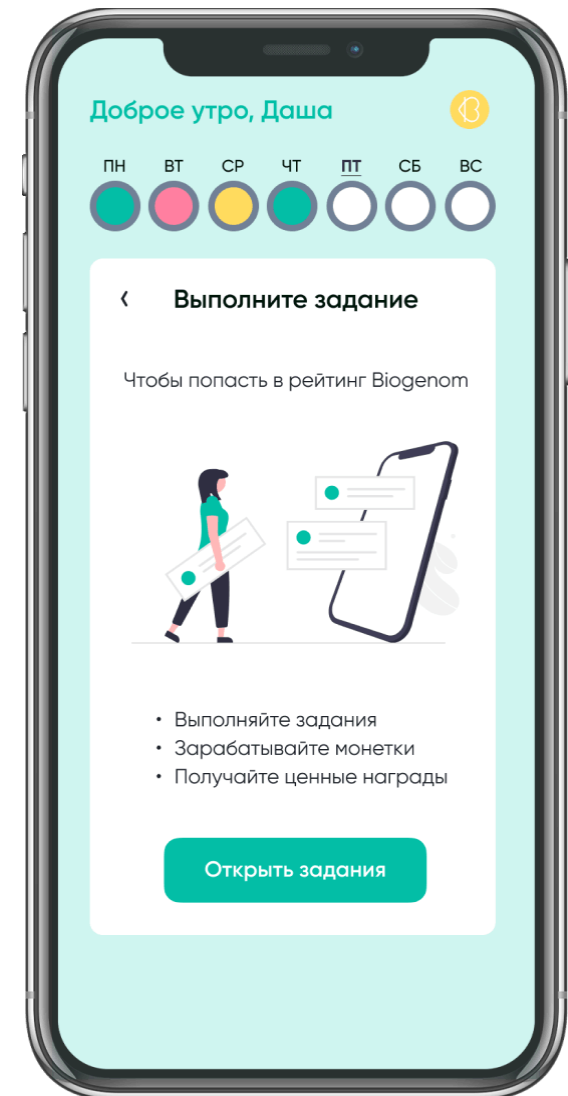 Доброе утро, Даша
ПН ВТ СР ЧТ ПТ СБ ВС
Выполните задание
Чтобы попасть в рейтинг Biogenom
• Выполняйте задания
• Зарабатывайте монетки
• Получайте ценные награды
Открыть задания